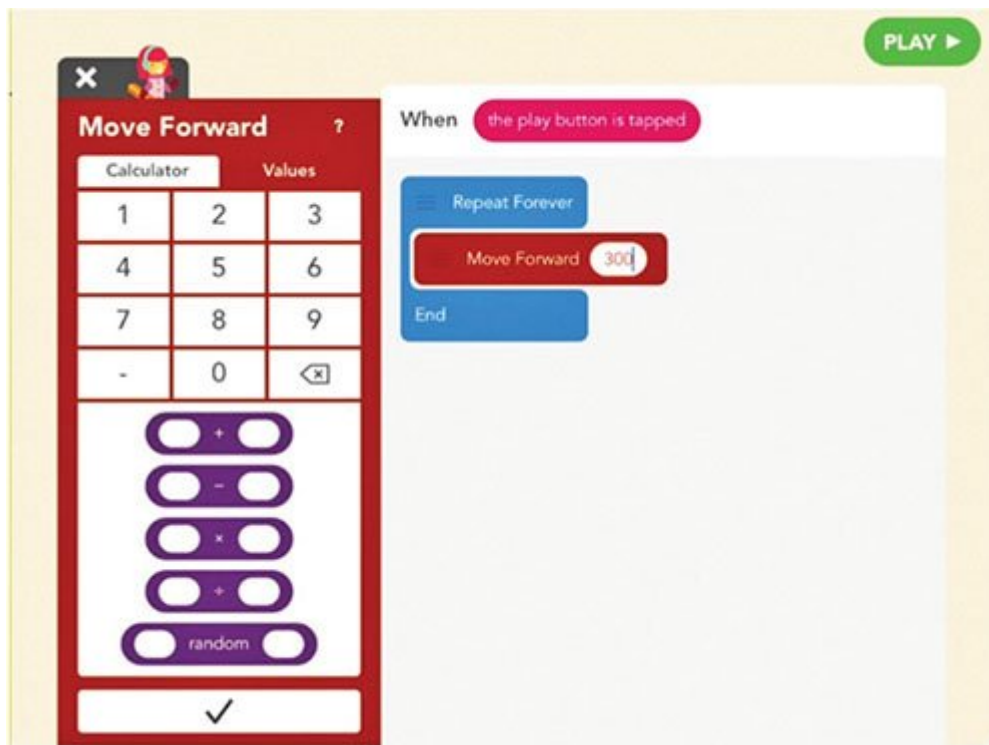 PLAY
Move Forward ?
Calculator Values
1 2 3
4 5 6
7 8 9
- 0
+
-
×
÷
random
When the play button is tapped
Repeat Forever
Move Forward 300
End